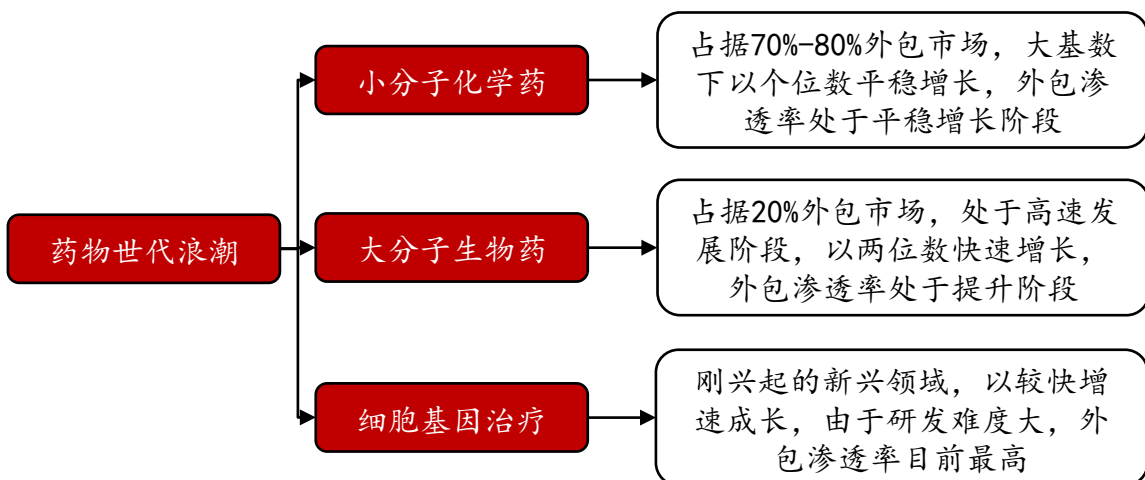 药物世代浪潮
小分子化学药
占据70%-80%外包市场，大基数
下以个位数平稳增长，外包渗
透率处于平稳增长阶段
大分子生物药
占据20%外包市场，处于高速发
展阶段，以两位数快速增长，
外包渗透率处于提升阶段
细胞基因治疗
刚兴起的新兴领域，以较快增
速成长，由于研发难度大，外
包渗透率目前最高